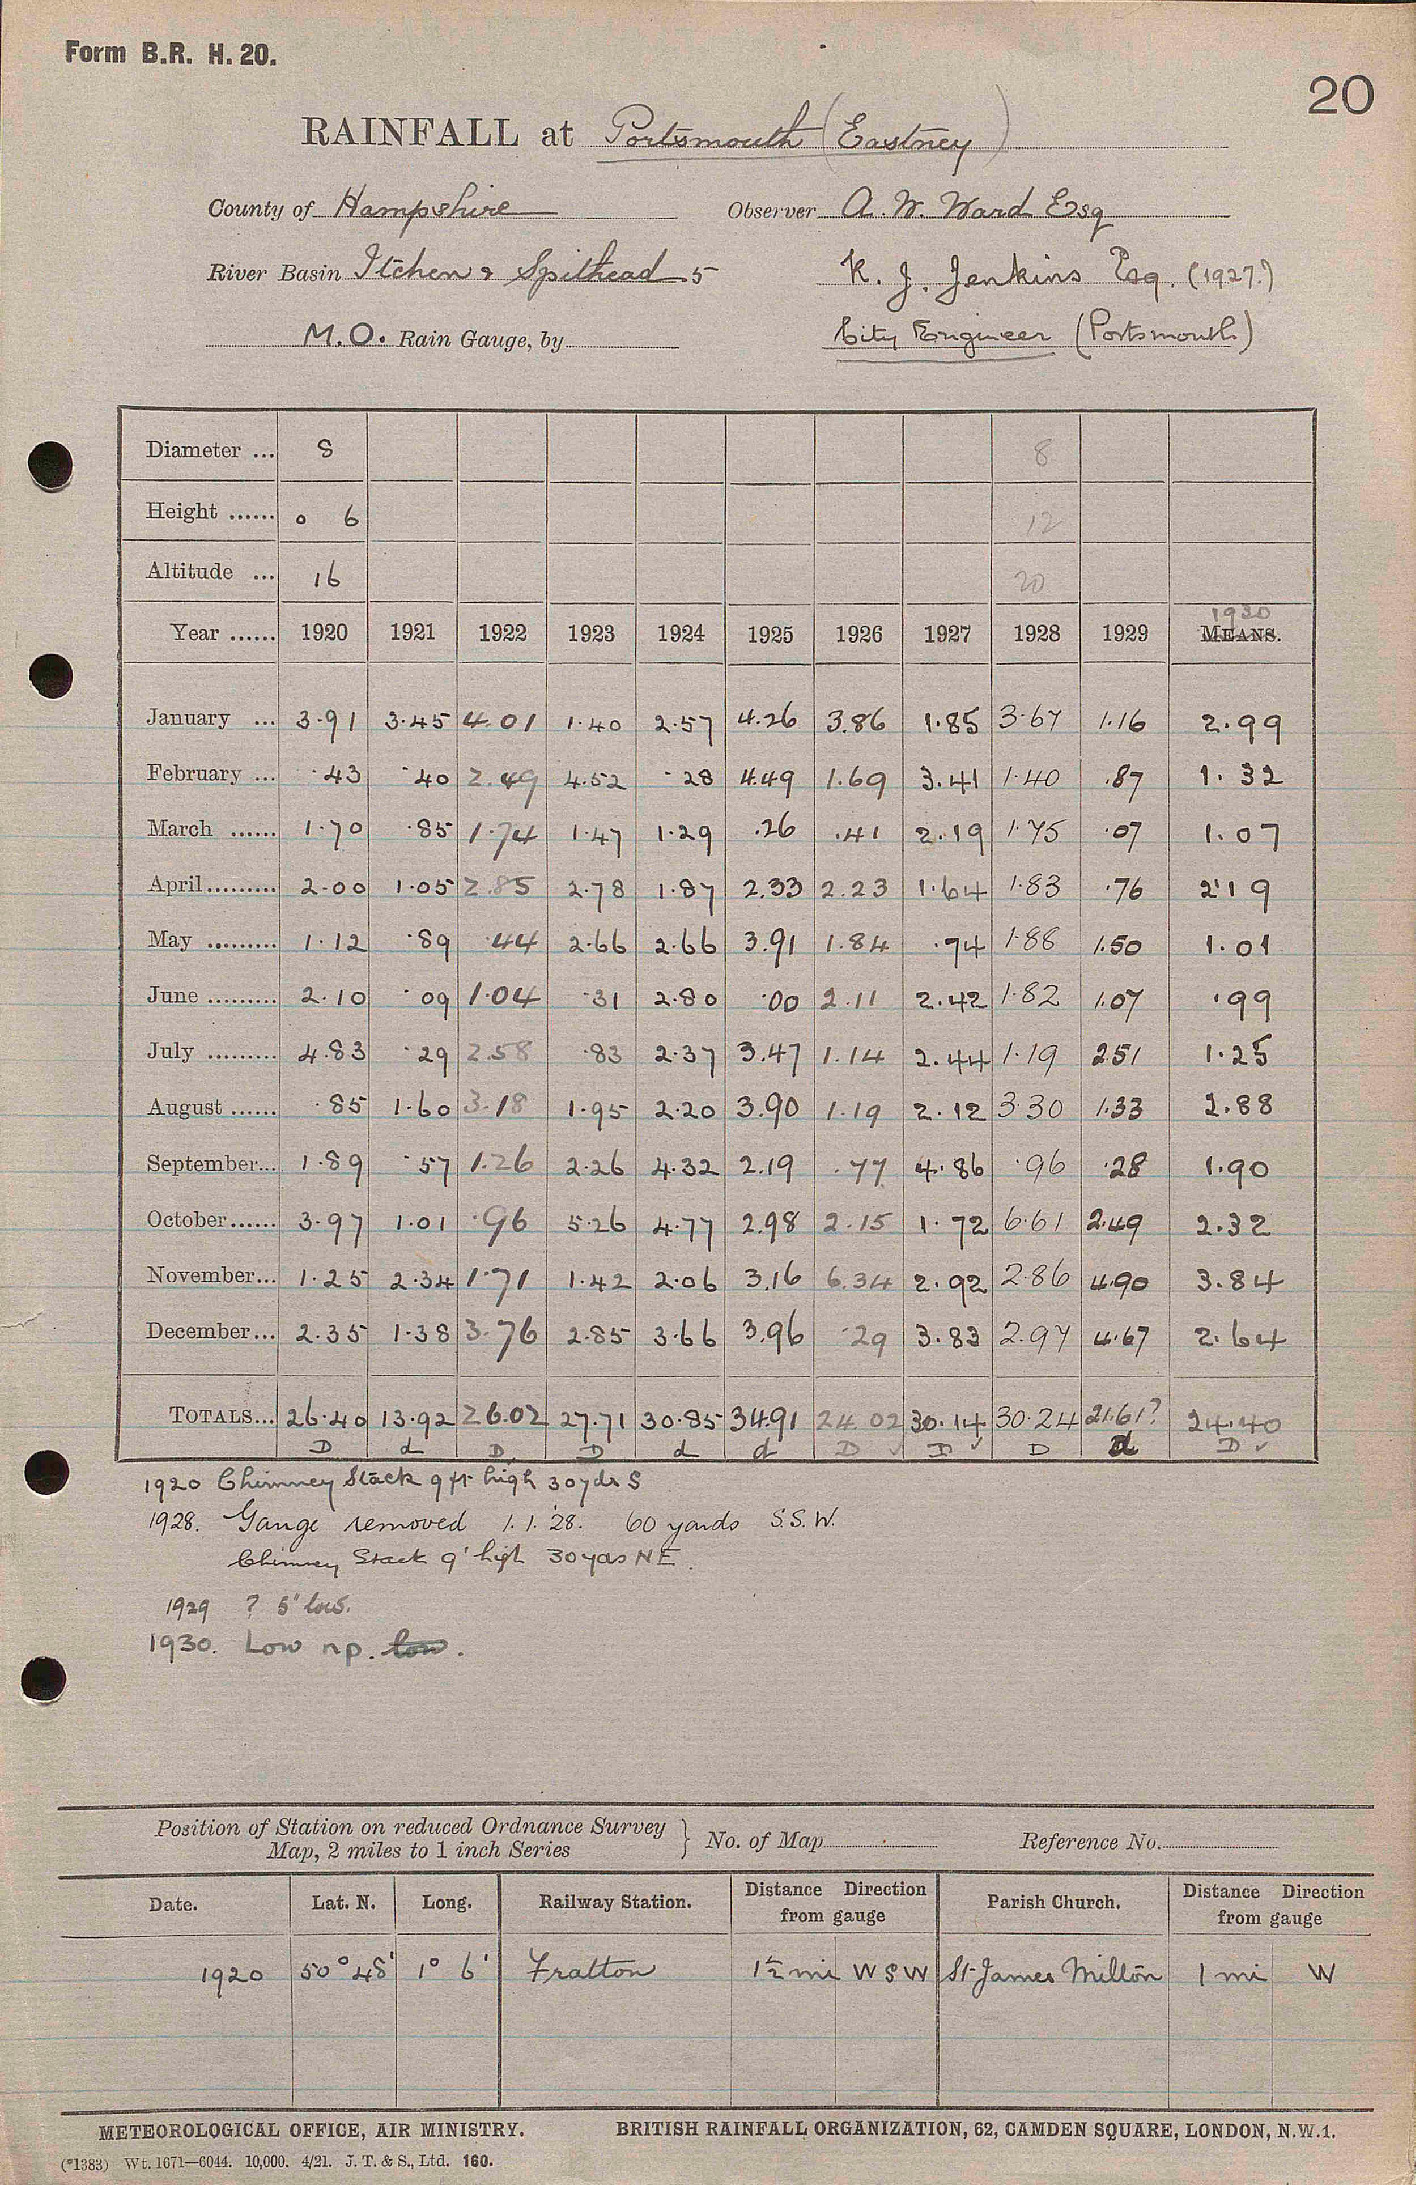 Form B.R. H. 20.
20
RAINFALL at Portsmouth (Eastney)
County of Hampshire Observer A. W. Ward Esq
River Basin Itchen & Spithead 5 K. J. Jenkins Esq. (1927.)
M.O. Rain Gauge, by City Engineer (Portsmouth)
Diameter ... 8 8
Height ...... 0 6 12
Altitude ... 16 20
1930
Year ...... 1920 1921 1922 1923 1924 1925 1926 1927 1928 1929 MEANS.
January ... 3.91 3.45 4.01 1.40 2.57 4.26 3.86 1.85 3.67 1.16 2.99
February ... .43 .40 2.49 4.52 .28 4.49 1.69 3.41 1.40 .87 1.32
March ...... 1.70 .85 1.74 1.47 1.29 .26 .41 2.19 1.75 .07 1.07
April ......... 2.00 1.05 2.85 2.78 1.87 2.33 2.23 1.64 1.83 .76 2.19
May ......... 1.12 .89 .44 2.66 2.66 3.91 1.84 .74 1.88 1.50 1.01
June ......... 2.10 .09 1.04 .31 2.80 .00 2.11 2.42 1.82 1.07 .99
July ......... 4.83 .29 2.58 .83 2.37 3.47 1.14 2.44 1.19 2.51 1.25
August ...... .85 1.60 3.18 1.95 2.20 3.90 1.19 2.12 3.30 1.33 2.88
September... 1.89 .57 1.26 2.26 4.32 2.19 .77 4.86 .96 .28 1.90
October...... 3.97 1.01 .96 5.26 4.77 2.98 2.15 1.72 6.61 2.49 2.32
November... 1.25 2.34 1.71 1.42 2.06 3.16 6.34 2.92 2.86 4.90 3.84
December... 2.35 1.38 3.76 2.85 3.66 3.96 .29 3.83 2.97 4.67 2.64
TOTALS... 26.40 13.92 26.02 27.71 30.85 34.91 24.02 30.14 30.24 21.61? 24.40
D d D D d d D ✓ D ✓ D d D ✓
1920 Chimney Stack 9 ft high 30 yds S
1928. Gauge removed 1.1.28. 60 yards S.S.W.
Chimney Stack 9' high 30 yds NE.
1929 ? 5" low.
1930. Low np. low.
Position of Station on reduced Ordnance Survey
Map, 2 miles to 1 inch Series } No. of Map Reference No.
Date. Lat. N. Long. Railway Station. Distance Direction from gauge Parish Church. Distance Direction from gauge
1920 50° 48' 1° 6' Fratton 1½ mi W S W St James Milton 1 mi W
METEOROLOGICAL OFFICE, AIR MINISTRY. BRITISH RAINFALL ORGANIZATION, 62, CAMDEN SQUARE, LONDON, N.W.1.
(*1383) Wt. 1671—6044. 10,000. 4/21. J. T. & S., Ltd. 160.